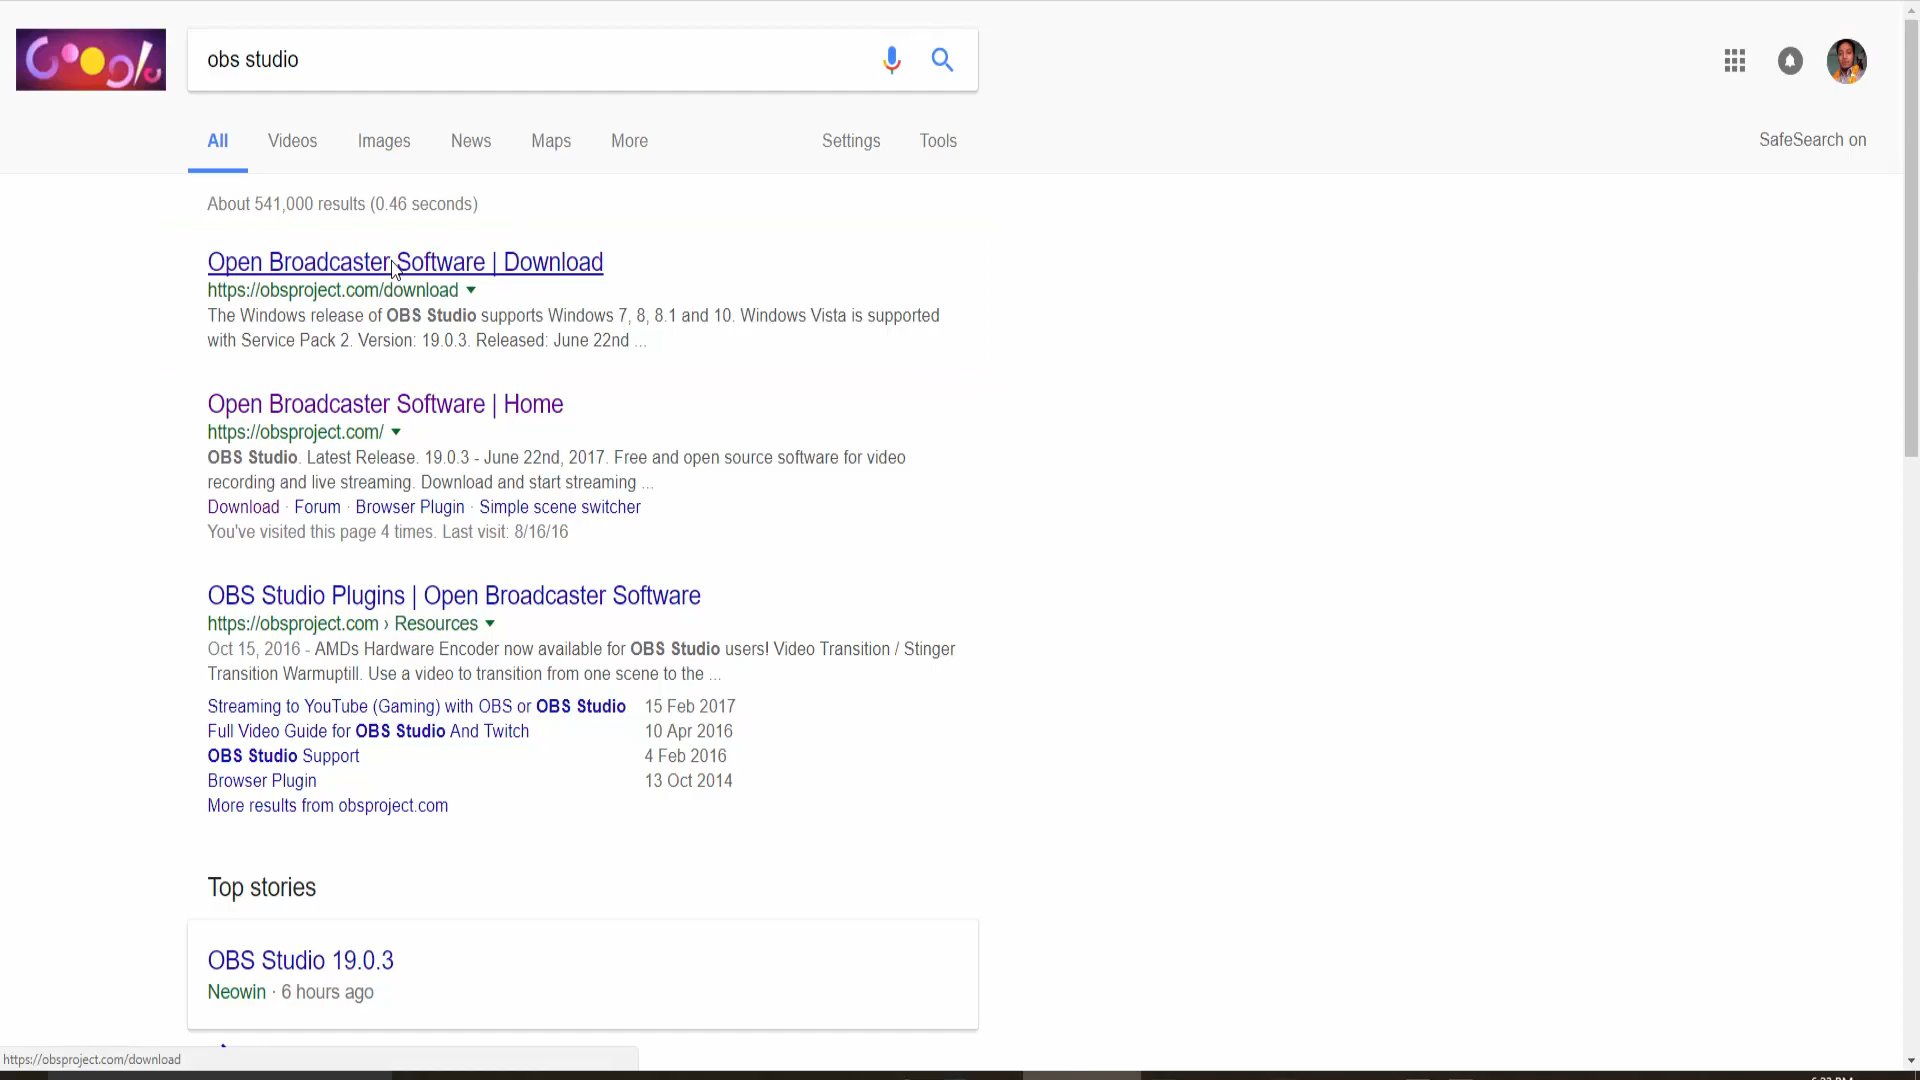 Google
obs studio
All Videos Images News Maps More Settings Tools
SafeSearch on
About 541,000 results (0.46 seconds)
Open Broadcaster Software | Download
https://obsproject.com/download
The Windows release of OBS Studio supports Windows 7, 8, 8.1 and 10. Windows Vista is supported
with Service Pack 2. Version: 19.0.3. Released: June 22nd ...
Open Broadcaster Software | Home
https://obsproject.com/
OBS Studio. Latest Release. 19.0.3 - June 22nd, 2017. Free and open source software for video
recording and live streaming. Download and start streaming ...
Download · Forum · Browser Plugin · Simple scene switcher
You've visited this page 4 times. Last visit: 8/16/16
OBS Studio Plugins | Open Broadcaster Software
https://obsproject.com › Resources
Oct 15, 2016 - AMDs Hardware Encoder now available for OBS Studio users! Video Transition / Stinger
Transition Warmuptill. Use a video to transition from one scene to the ...
Streaming to YouTube (Gaming) with OBS or OBS Studio 15 Feb 2017
Full Video Guide for OBS Studio And Twitch 10 Apr 2016
OBS Studio Support 4 Feb 2016
Browser Plugin 13 Oct 2014
More results from obsproject.com
Top stories
OBS Studio 19.0.3
Neowin · 6 hours ago
https://obsproject.com/download